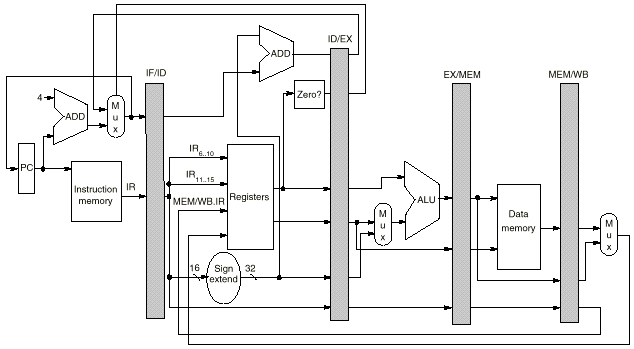 IF/ID
ID/EX
EX/MEM
MEM/WB
ADD
4
ADD
M
u
x
Zero?
PC
Instruction
memory
IR
IR6..10
IR11..15
MEM/WB.IR
Registers
M
u
x
ALU
Data
memory
M
u
x
16
Sign
extend
32